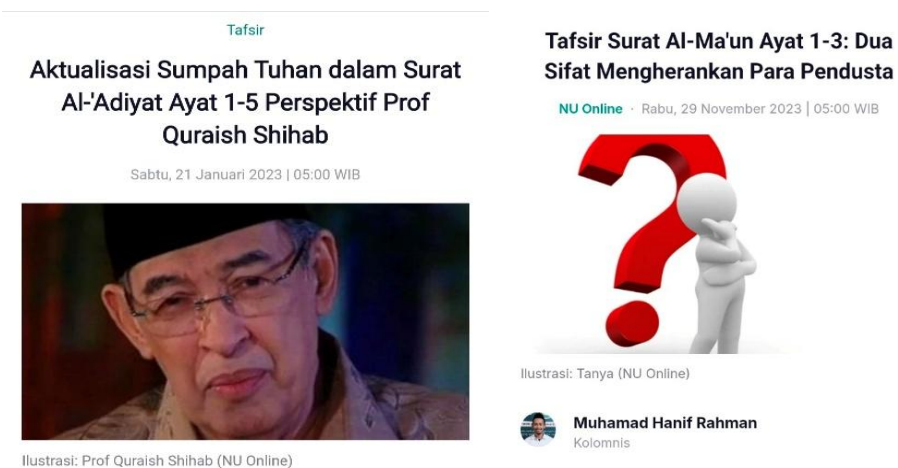 Tafsir
Aktualisasi Sumpah Tuhan dalam Surat
Al-'Adiyat Ayat 1-5 Perspektif Prof
Quraish Shihab
Sabtu, 21 Januari 2023 | 05:00 WIB
Ilustrasi: Prof Quraish Shihab (NU Online)
Tafsir Surat Al-Ma'un Ayat 1-3: Dua
Sifat Mengherankan Para Pendusta
NU Online · Rabu, 29 November 2023 | 05:00 WIB
Ilustrasi: Tanya (NU Online)
Muhamad Hanif Rahman
Kolomnis